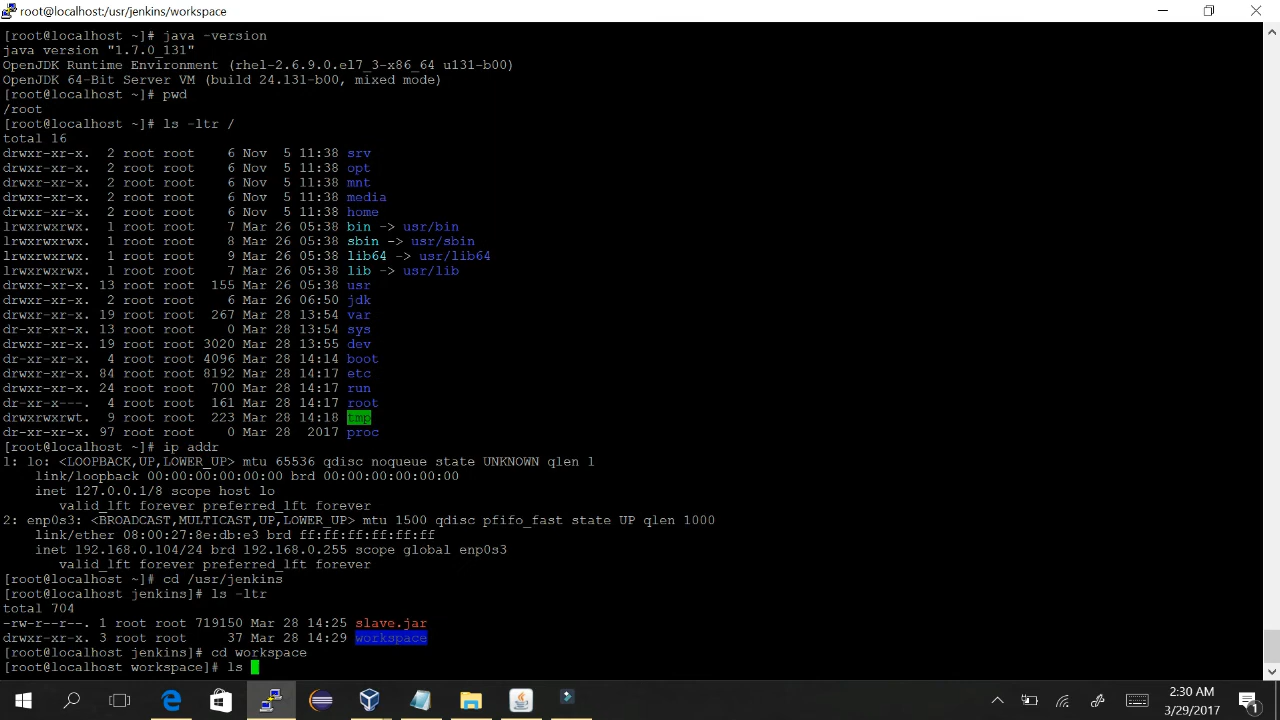 root@localhost:/usr/jenkins/workspace
[root@localhost ~]# java -version
java version "1.7.0_131"
OpenJDK Runtime Environment (rhel-2.6.9.0.el7_3-x86_64 u131-b00)
OpenJDK 64-Bit Server VM (build 24.131-b00, mixed mode)
[root@localhost ~]# pwd
/root
[root@localhost ~]# ls -ltr /
total 16
drwxr-xr-x.  2 root root    6 Nov  5 11:38 srv
drwxr-xr-x.  2 root root    6 Nov  5 11:38 opt
drwxr-xr-x.  2 root root    6 Nov  5 11:38 mnt
drwxr-xr-x.  2 root root    6 Nov  5 11:38 media
drwxr-xr-x.  2 root root    6 Nov  5 11:38 home
lrwxrwxrwx.  1 root root    7 Mar 26 05:38 bin -> usr/bin
lrwxrwxrwx.  1 root root    8 Mar 26 05:38 sbin -> usr/sbin
lrwxrwxrwx.  1 root root    9 Mar 26 05:38 lib64 -> usr/lib64
lrwxrwxrwx.  1 root root    7 Mar 26 05:38 lib -> usr/lib
drwxr-xr-x. 13 root root  155 Mar 26 05:38 usr
drwxr-xr-x.  2 root root    6 Mar 26 06:50 jdk
drwxr-xr-x. 19 root root  267 Mar 28 13:54 var
dr-xr-xr-x. 13 root root    0 Mar 28 13:54 sys
drwxr-xr-x. 19 root root 3020 Mar 28 13:55 dev
dr-xr-xr-x.  4 root root 4096 Mar 28 14:14 boot
drwxr-xr-x. 84 root root 8192 Mar 28 14:17 etc
drwxr-xr-x. 24 root root  700 Mar 28 14:17 run
dr-xr-x---.  4 root root  161 Mar 28 14:17 root
drwxrwxrwt.  9 root root  223 Mar 28 14:18 tmp
dr-xr-xr-x. 97 root root    0 Mar 28  2017 proc
[root@localhost ~]# ip addr
1: lo: <LOOPBACK,UP,LOWER_UP> mtu 65536 qdisc noqueue state UNKNOWN qlen 1
    link/loopback 00:00:00:00:00:00 brd 00:00:00:00:00:00
    inet 127.0.0.1/8 scope host lo
       valid_lft forever preferred_lft forever
2: enp0s3: <BROADCAST,MULTICAST,UP,LOWER_UP> mtu 1500 qdisc pfifo_fast state UP qlen 1000
    link/ether 08:00:27:8e:db:e3 brd ff:ff:ff:ff:ff:ff
    inet 192.168.0.104/24 brd 192.168.0.255 scope global enp0s3
       valid_lft forever preferred_lft forever
[root@localhost ~]# cd /usr/jenkins
[root@localhost jenkins]# ls -ltr
total 704
-rw-r--r--. 1 root root 719150 Mar 28 14:25 slave.jar
drwxr-xr-x. 3 root root     37 Mar 28 14:29 workspace
[root@localhost jenkins]# cd workspace
[root@localhost workspace]# ls
2:30 AM
3/29/2017
1